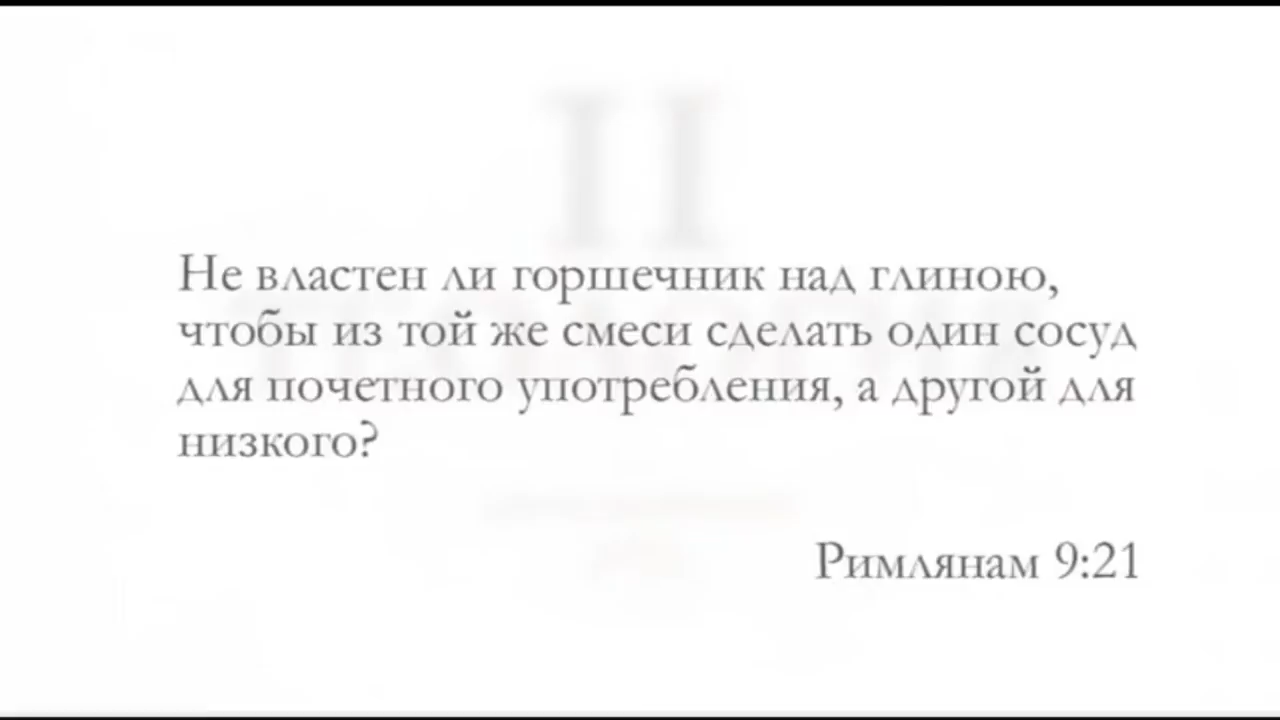 II
Не властен ли горшечник над глиною,
чтобы из той же смеси сделать один сосуд
для почетного употребления, а другой для
низкого?
Римлянам 9:21